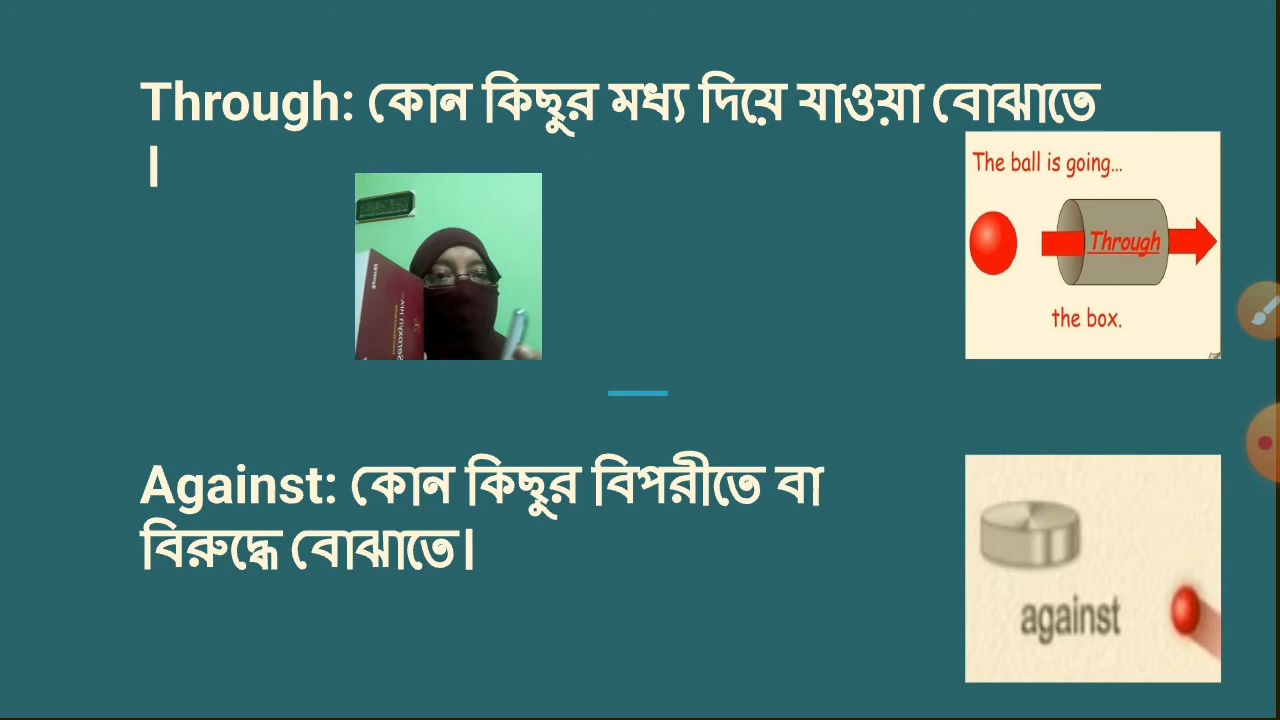 Through: কোন কিছুর মধ্য দিয়ে যাওয়া বোঝাতে
।
The ball is going...
Through
the box.
Against: কোন কিছুর বিপরীতে বা
বিরুদ্ধে বোঝাতে।
against